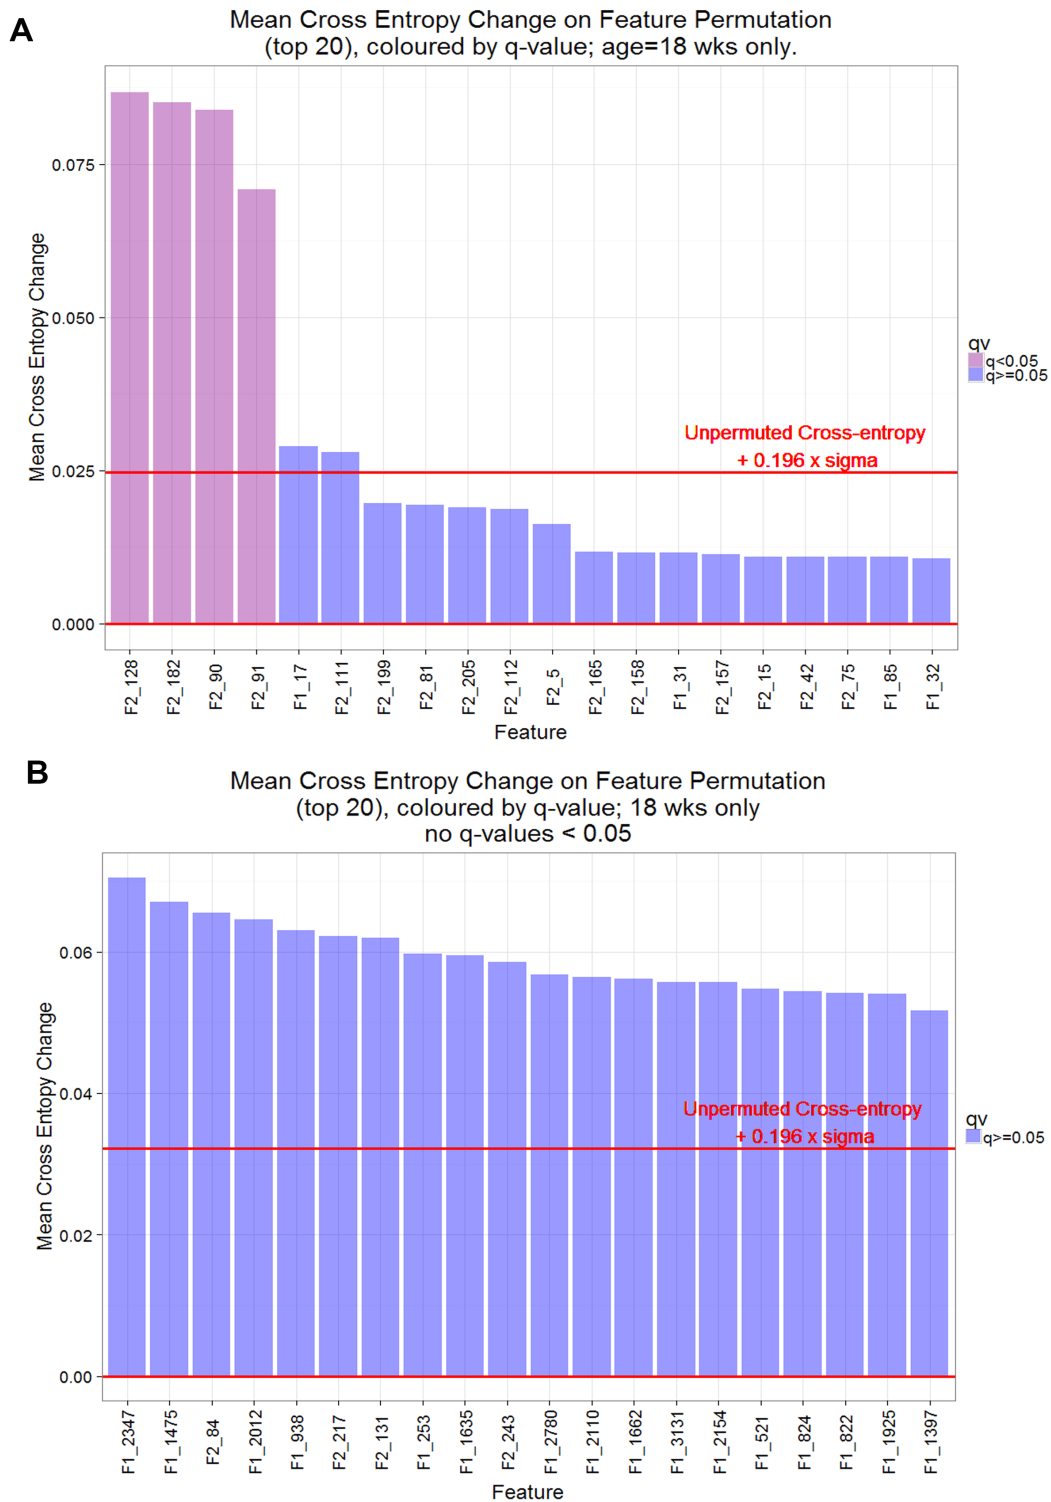 A
Mean Cross Entropy Change on Feature Permutation
(top 20), coloured by q-value; age=18 wks only.
Mean Cross Entopy Change
0.075
0.050
0.025
0.000
Unpermuted Cross-entropy
+ 0.196 x sigma
qv
q<0.05
q>=0.05
F2_128
F2_182
F2_90
F2_91
F1_17
F2_111
F2_199
F2_81
F2_205
F2_112
F2_5
F2_165
F2_158
F1_31
F2_157
F2_15
F2_42
F2_75
F1_85
F1_32
Feature
B
Mean Cross Entropy Change on Feature Permutation
(top 20), coloured by q-value; 18 wks only
no q-values < 0.05
Mean Cross Entopy Change
0.06
0.04
0.02
0.00
Unpermuted Cross-entropy
+ 0.196 x sigma
qv
q>=0.05
F1_2347
F1_1475
F2_84
F1_2012
F1_938
F2_217
F2_131
F1_253
F1_1635
F2_243
F1_2780
F1_2110
F1_1662
F1_3131
F1_2154
F1_521
F1_824
F1_822
F1_1925
F1_1397
Feature